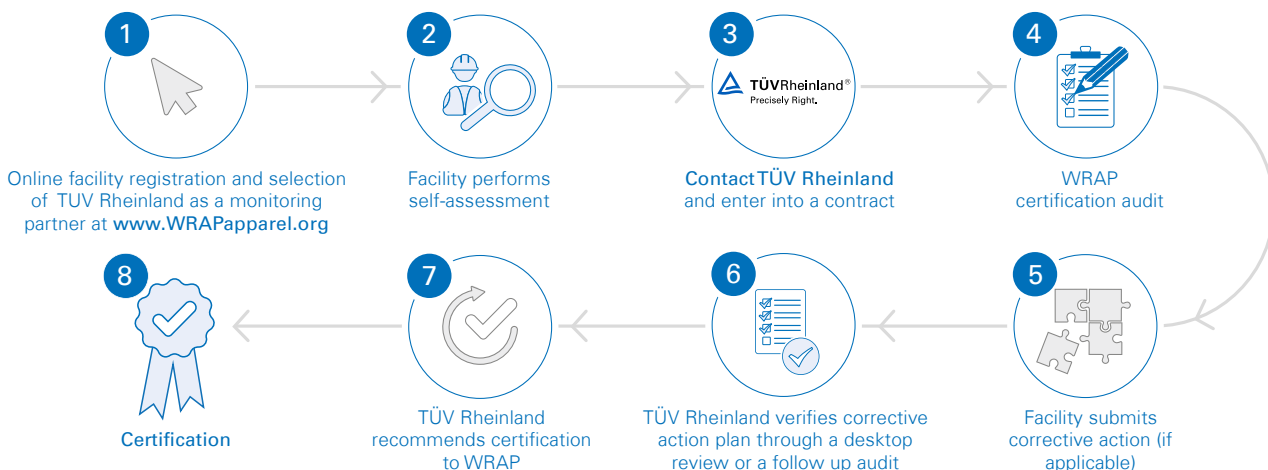 1
Online facility registration and selection
of TUV Rheinland as a monitoring
partner at www.WRAPapparel.org
2
Facility performs
self-assessment
3
TÜVRheinland®
Precisely Right.
Contact TÜV Rheinland
and enter into a contract
4
WRAP
certification audit
5
Facility submits
corrective action (if
applicable)
6
TÜV Rheinland verifies corrective
action plan through a desktop
review or a follow up audit
7
TÜV Rheinland
recommends certification
to WRAP
8
Certification